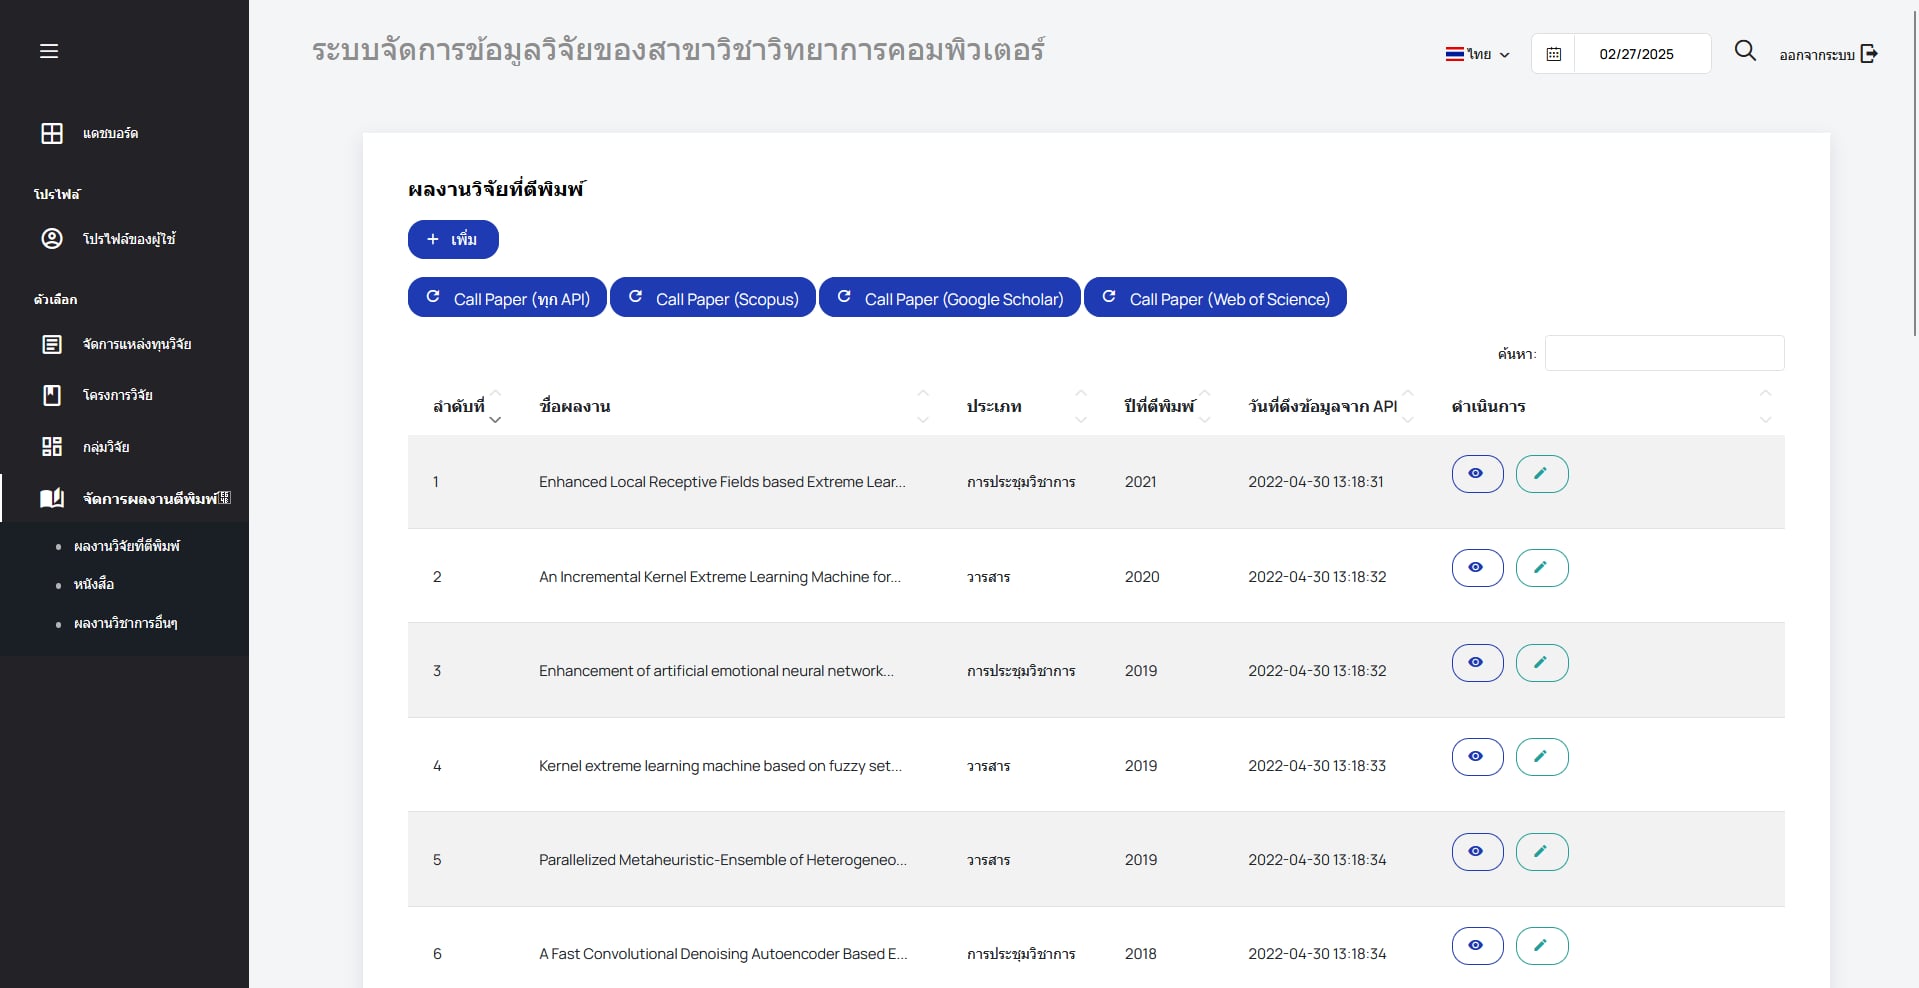 ระบบจัดการข้อมูลวิจัยของสาขาวิชาวิทยาการคอมพิวเตอร์
ไทย
02/27/2025
ออกจากระบบ
แดชบอร์ด
โปรไฟล์
โปรไฟล์ของผู้ใช้
ตัวเลือก
จัดการแหล่งทุนวิจัย
โครงการวิจัย
กลุ่มวิจัย
จัดการผลงานตีพิมพ์
ผลงานวิจัยที่ตีพิมพ์
หนังสือ
ผลงานวิชาการอื่นๆ
ผลงานวิจัยที่ตีพิมพ์
+ เพิ่ม
Call Paper (ทุก API) Call Paper (Scopus) Call Paper (Google Scholar) Call Paper (Web of Science)
ค้นหา:
ลำดับที่ ชื่อผลงาน ประเภท ปีที่ตีพิมพ์ วันที่ดึงข้อมูลจาก API ดำเนินการ
1 Enhanced Local Receptive Fields based Extreme Lear... การประชุมวิชาการ 2021 2022-04-30 13:18:31
2 An Incremental Kernel Extreme Learning Machine for... วารสาร 2020 2022-04-30 13:18:32
3 Enhancement of artificial emotional neural network... การประชุมวิชาการ 2019 2022-04-30 13:18:32
4 Kernel extreme learning machine based on fuzzy set... วารสาร 2019 2022-04-30 13:18:33
5 Parallelized Metaheuristic-Ensemble of Heterogeneo... วารสาร 2019 2022-04-30 13:18:34
6 A Fast Convolutional Denoising Autoencoder Based E... การประชุมวิชาการ 2018 2022-04-30 13:18:34